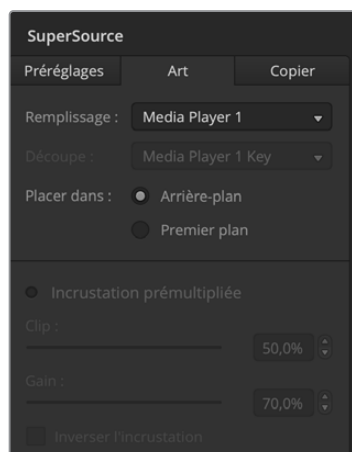 SuperSource
Préréglages Art Copier
Remplissage : Media Player 1
Découpe : Media Player 1 Key
Placer dans : Arrière-plan
Premier plan
Incrustation prémultipliée
Clip :
50,0%
Gain :
70,0%
Inverser l'incrustation